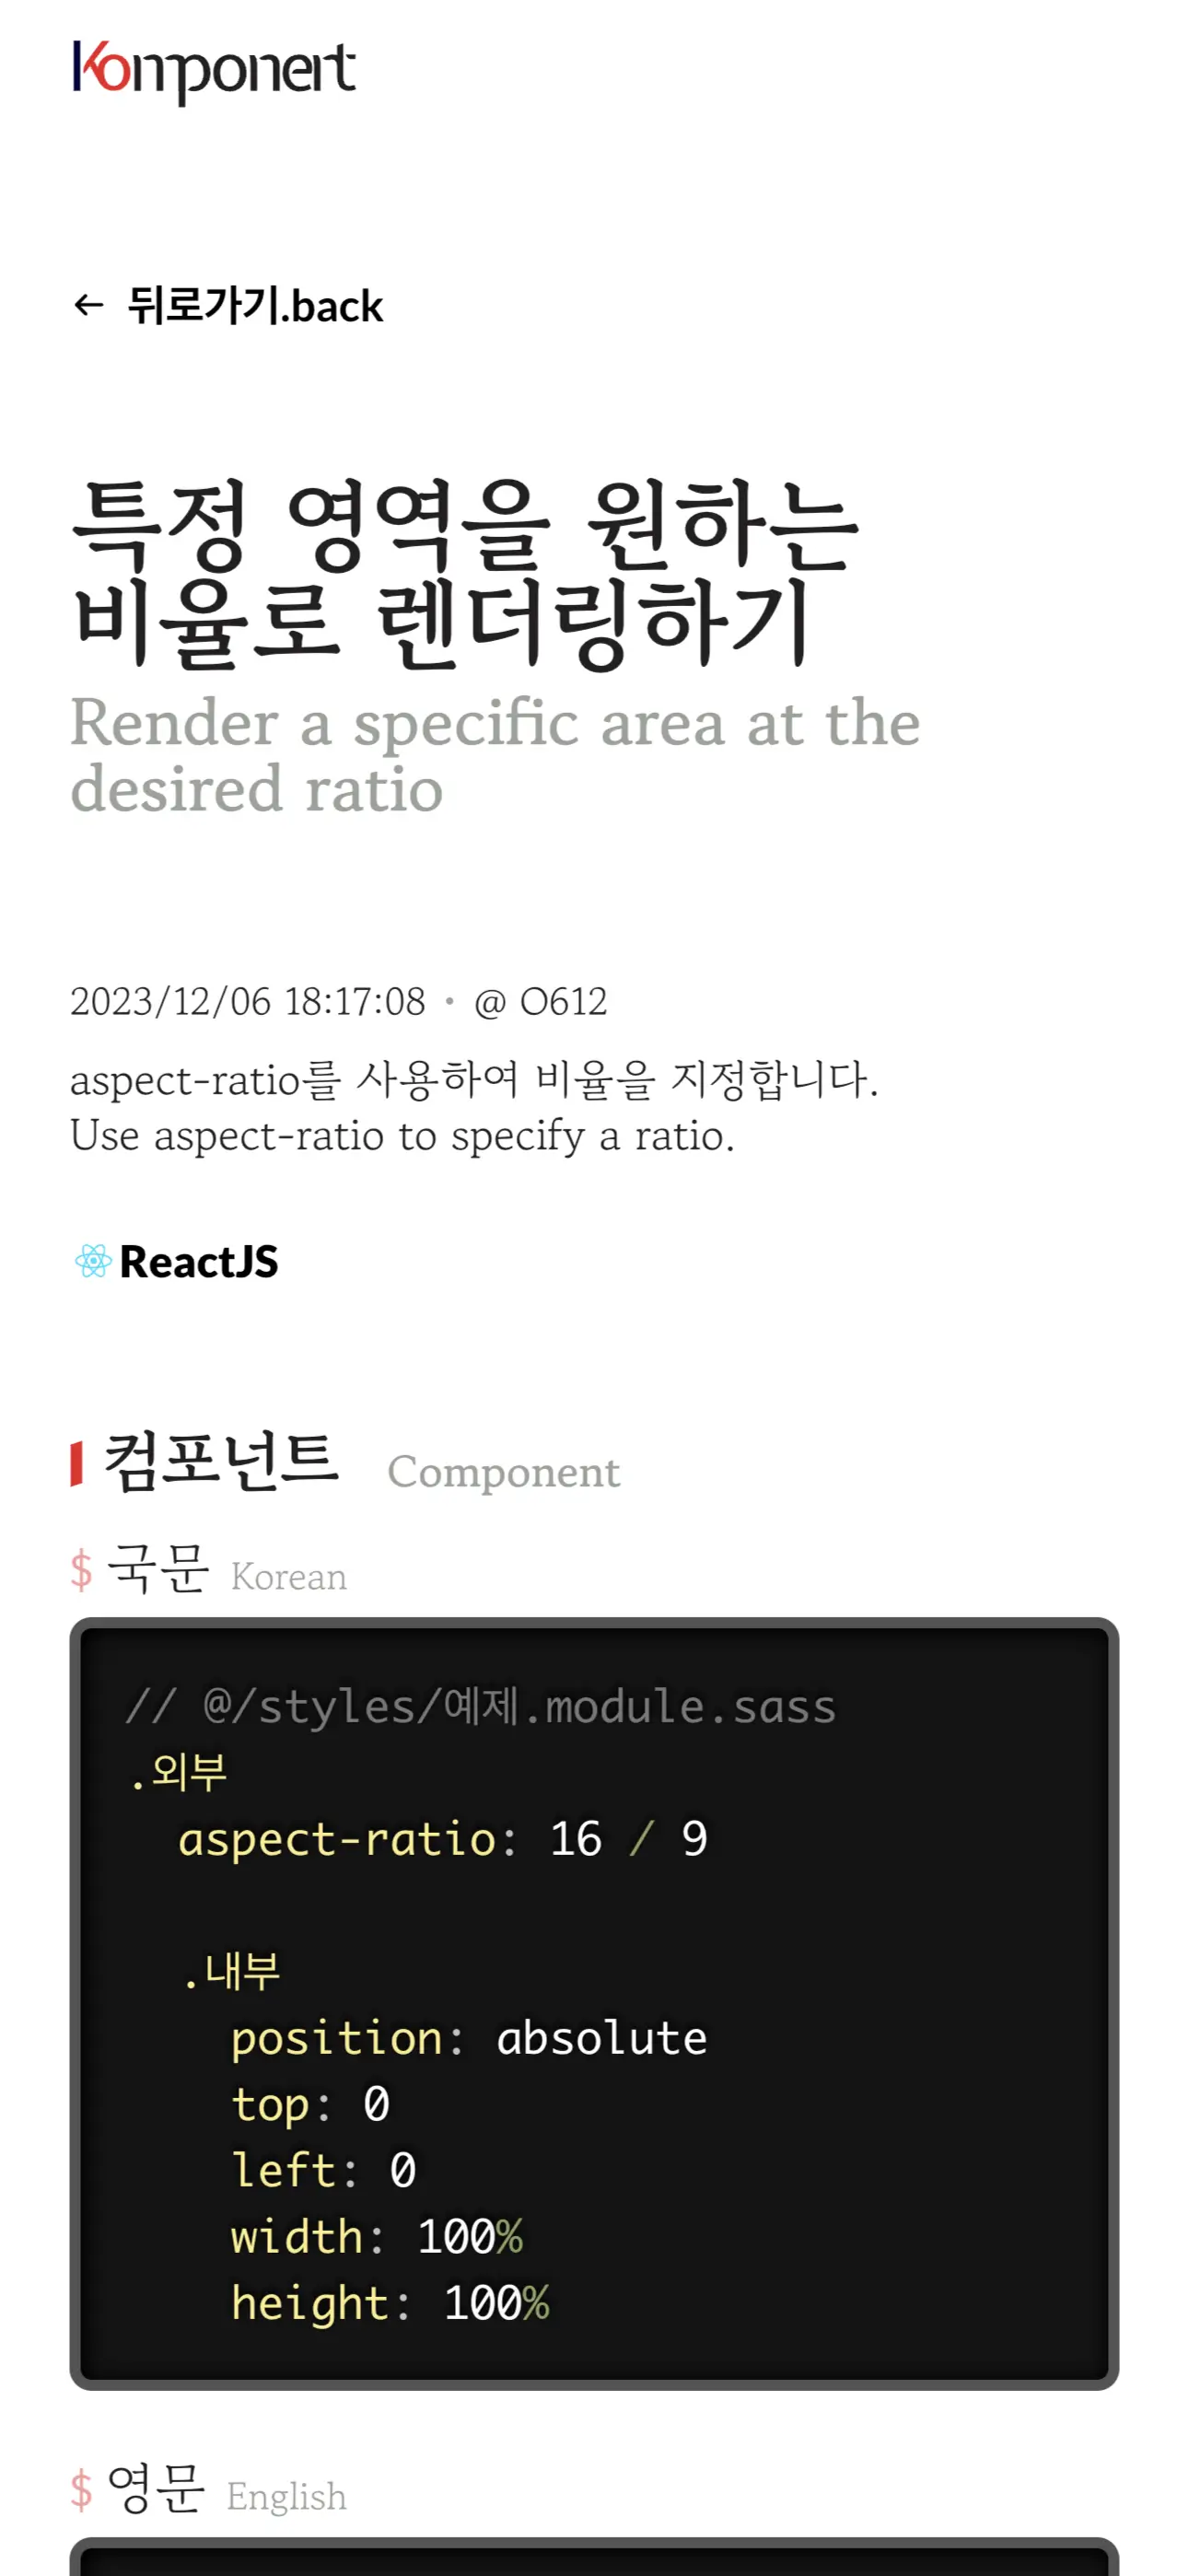 Komponent
← 뒤로가기.back
특정 영역을 원하는
비율로 렌더링하기
Render a specific area at the
desired ratio
2023/12/06 18:17:08 • @ O612
aspect-ratio를 사용하여 비율을 지정합니다.
Use aspect-ratio to specify a ratio.
ReactJS
컴포넌트 Component
$ 국문 Korean
// @/styles/예제.module.sass
.외부
  aspect-ratio: 16 / 9
  .내부
    position: absolute
    top: 0
    left: 0
    width: 100%
    height: 100%
$ 영문 English